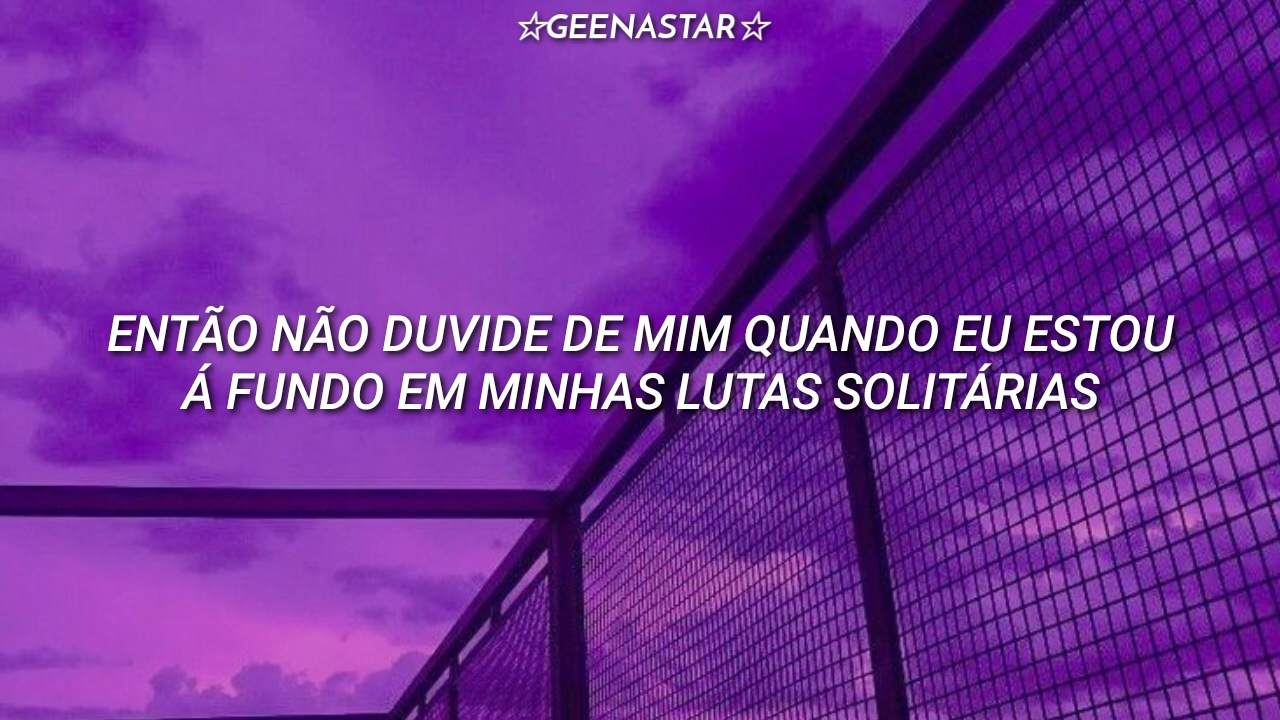 ☆GEENASTAR☆
ENTÃO NÃO DUVIDE DE MIM QUANDO EU ESTOU
Á FUNDO EM MINHAS LUTAS SOLITÁRIAS